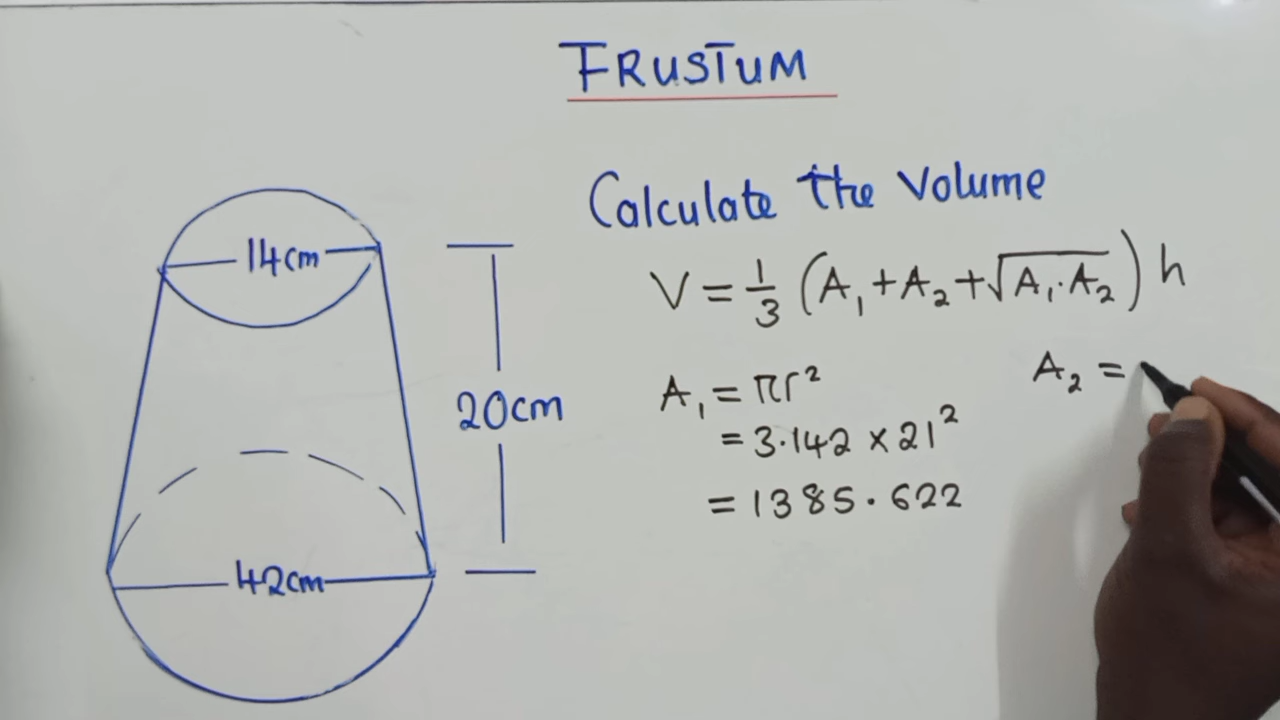 FRUSTUM
Calculate the Volume
V = 1/3 (A₁ + A₂ + √A₁·A₂) h
14cm
20cm
42cm
A₁ = πr²
= 3·142 × 21²
= 1385·622
A₂ =